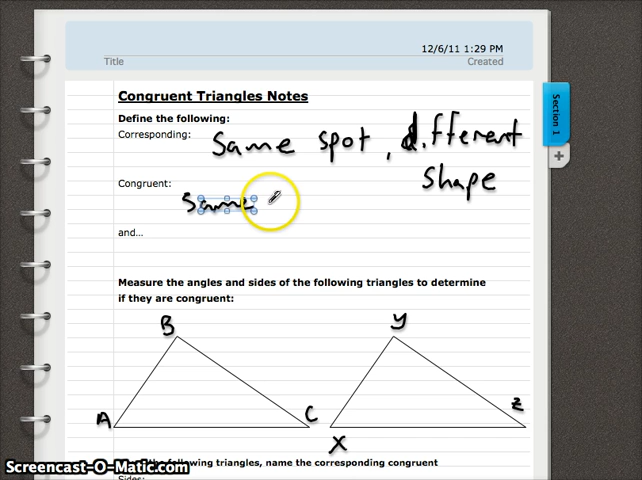 12/6/11 1:29 PM
Title Created
Congruent Triangles Notes
Define the following:
Corresponding: Same spot, different
shape
Congruent:
Same
and...
Section 1
Measure the angles and sides of the following triangles to determine
if they are congruent:
B Y
A C Z
X
the following triangles, name the corresponding congruent
Sides:
Screencast-O-Matic.com